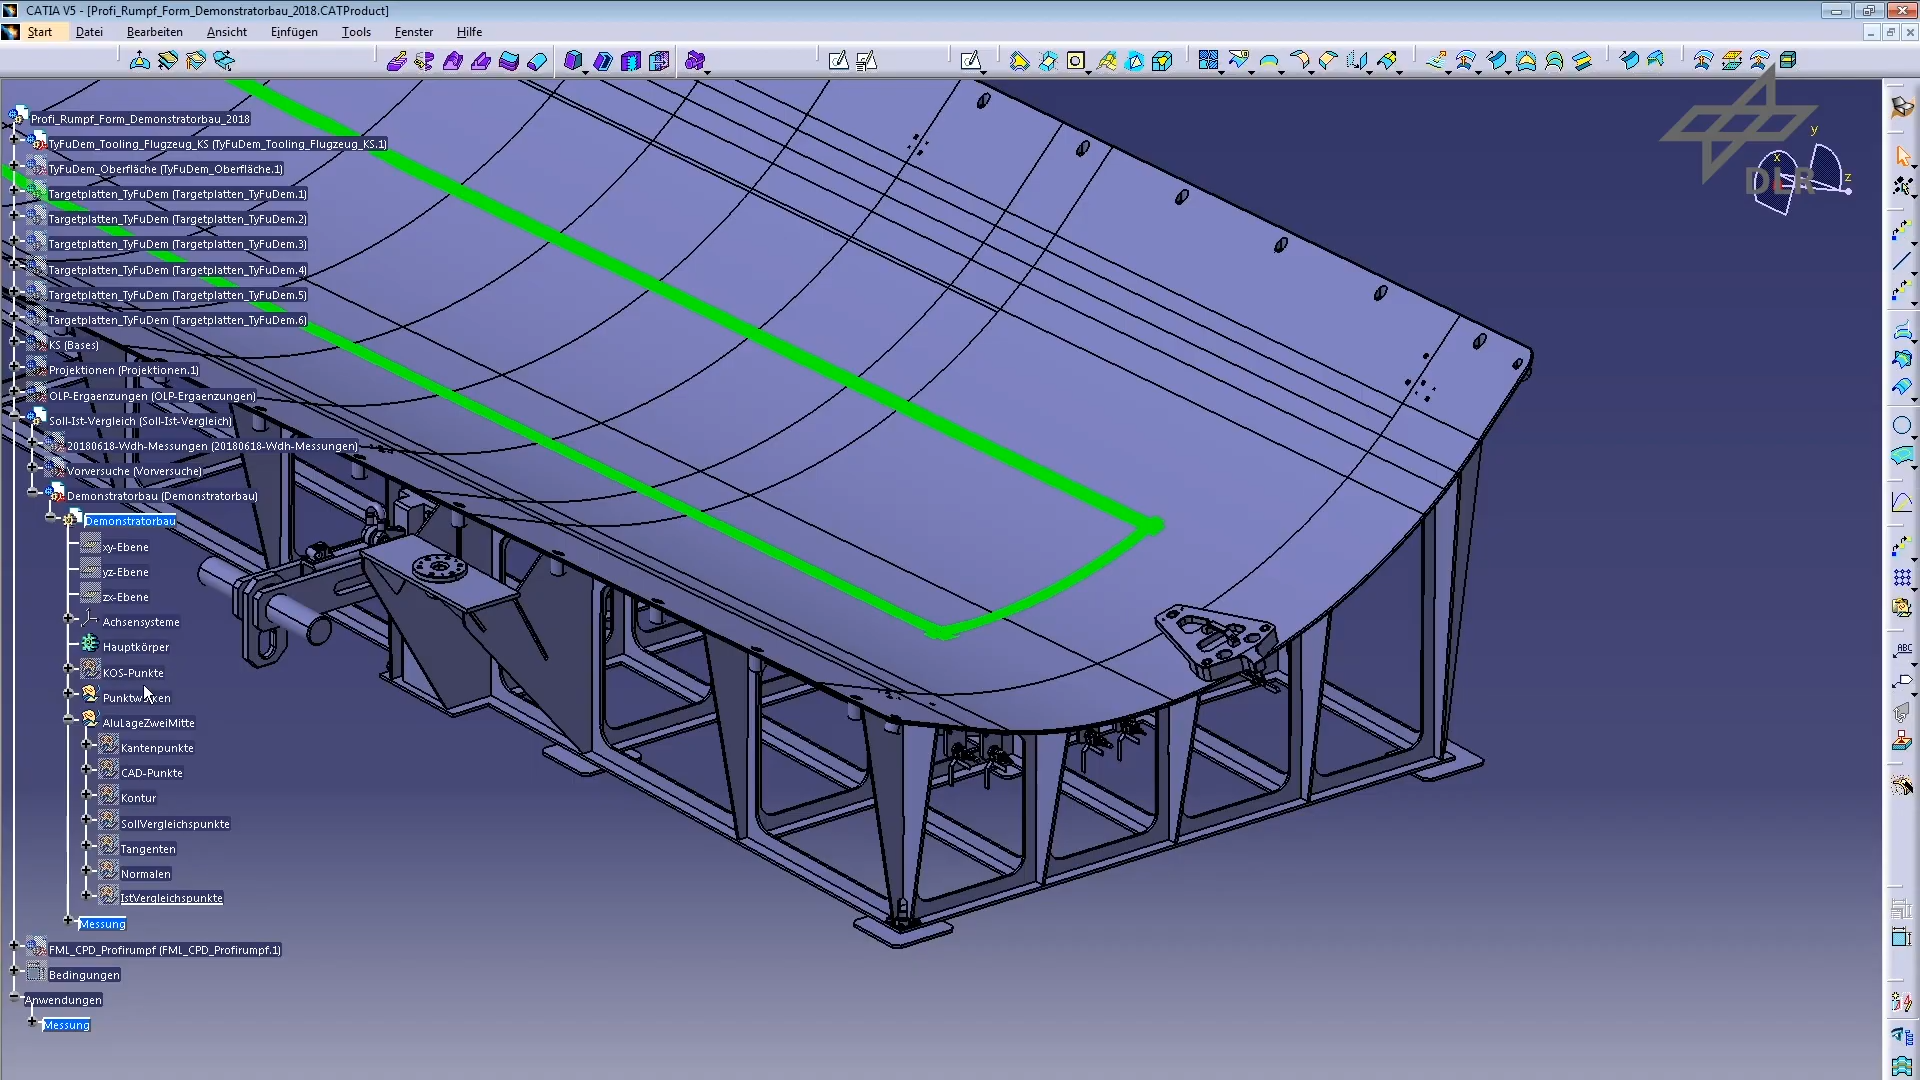 CATIA V5 - [Profi_Rumpf_Form_Demonstratorbau_2018.CATProduct]
Start Datei Bearbeiten Ansicht Einfügen Tools Fenster Hilfe
Profi_Rumpf_Form_Demonstratorbau_2018
TyFuDem_Tooling_Flugzeug_KS (TyFuDem_Tooling_Flugzeug_KS.1)
TyFuDem_Oberfläche (TyFuDem_Oberfläche.1)
Targetplatten_TyFuDem (Targetplatten_TyFuDem.1)
Targetplatten_TyFuDem (Targetplatten_TyFuDem.2)
Targetplatten_TyFuDem (Targetplatten_TyFuDem.3)
Targetplatten_TyFuDem (Targetplatten_TyFuDem.4)
Targetplatten_TyFuDem (Targetplatten_TyFuDem.5)
Targetplatten_TyFuDem (Targetplatten_TyFuDem.6)
KS (Bases)
Projektionen (Projektionen.1)
OLP-Ergaenzungen (OLP-Ergaenzungen)
Soll-Ist-Vergleich (Soll-Ist-Vergleich)
20180618-Wdh-Messungen (20180618-Wdh-Messungen)
Vorversuche (Vorversuche)
Demonstratorbau (Demonstratorbau)
Demonstratorbau
xy-Ebene
yz-Ebene
zx-Ebene
Achsensysteme
Hauptkörper
KOS-Punkte
AluLageZweiMitte
Kantenpunkte
CAD-Punkte
Kontur
SollVergleichspunkte
Tangenten
Normalen
IstVergleichspunkte
Messung
FML_CPD_Profirumpf (FML_CPD_Profirumpf.1)
Bedingungen
Anwendungen
Messung
y
x
z
DLR
ABC